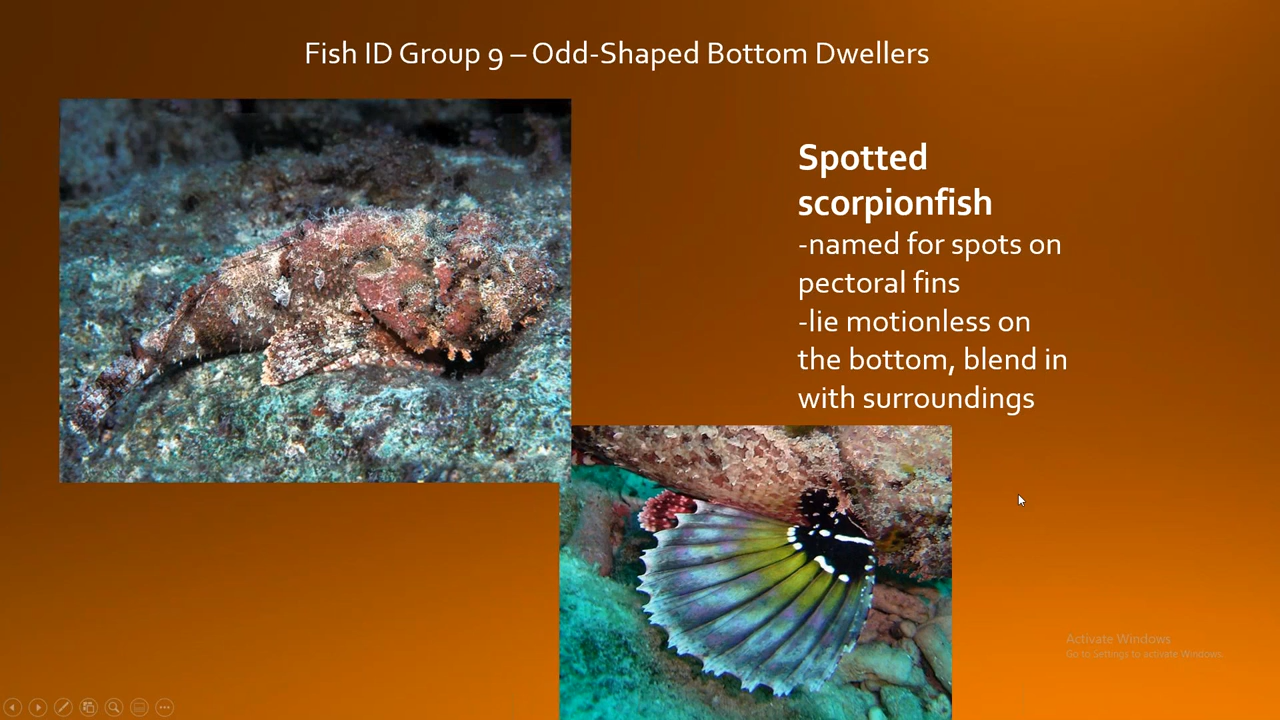 Fish ID Group 9 – Odd-Shaped Bottom Dwellers
Spotted
scorpionfish
-named for spots on
pectoral fins
-lie motionless on
the bottom, blend in
with surroundings
Activate Windows
Go to Settings to activate Windows.